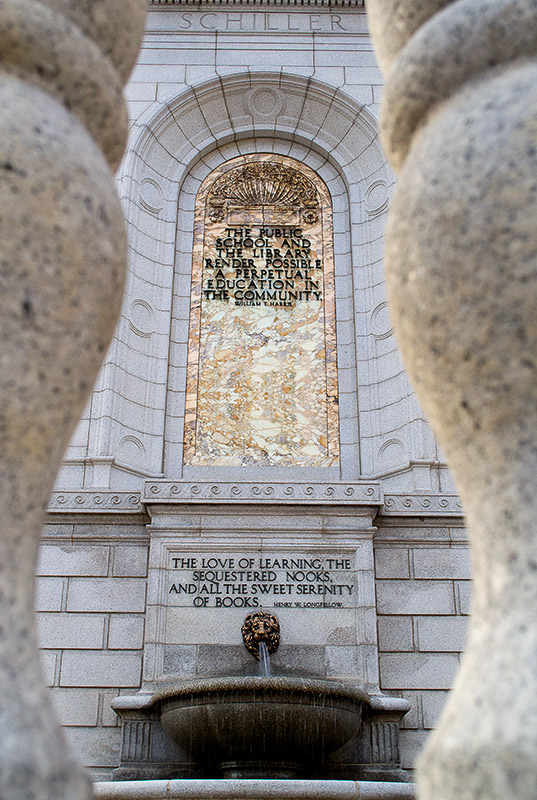 SCHILLER
THE PUBLIC
SCHOOL AND
THE LIBRARY
RENDER POSSIBLE
A PERPETUAL
EDUCATION IN
THE COMMUNITY.
WILLIAM T. HARRIS
THE LOVE OF LEARNING, THE
SEQUESTERED NOOKS,
AND ALL THE SWEET SERENITY
OF BOOKS. HENRY W. LONGFELLOW.